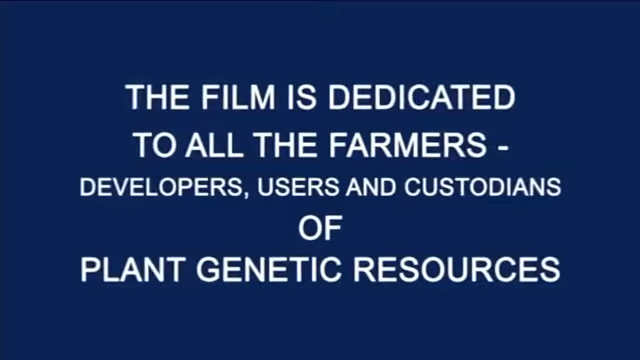 THE FILM IS DEDICATED
TO ALL THE FARMERS -
DEVELOPERS, USERS AND CUSTODIANS
OF
PLANT GENETIC RESOURCES